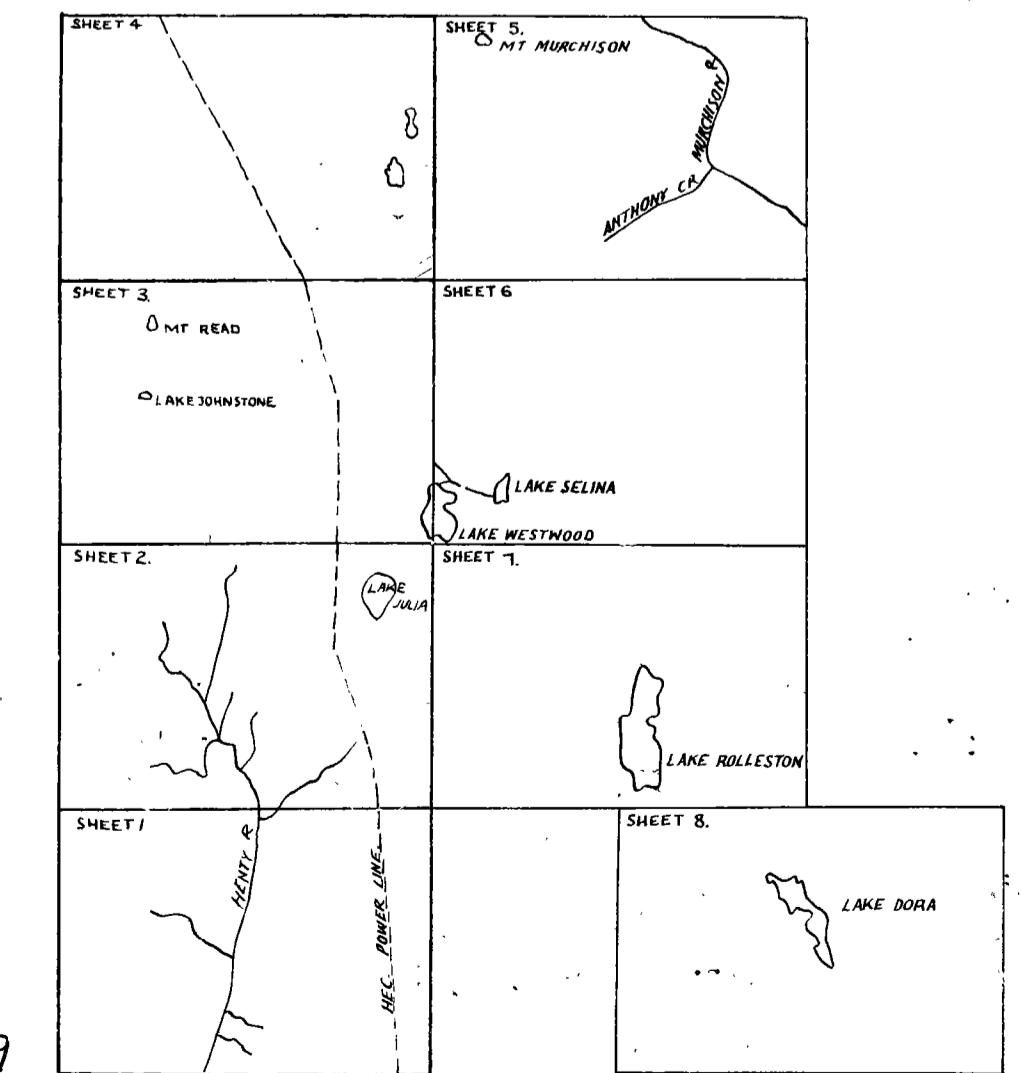 SHEET 4
SHEET 5.
MT MURCHISON
MURCHISON R
ANTHONY CR
SHEET 3.
MT READ
LAKE JOHNSTONE
SHEET 6
LAKE SELINA
LAKE WESTWOOD
SHEET 2.
LAKE
JULIA
SHEET 7.
LAKE ROLLESTON
SHEET 1
HENTY R
HEC POWER LINE
SHEET 8.
LAKE DORA
9